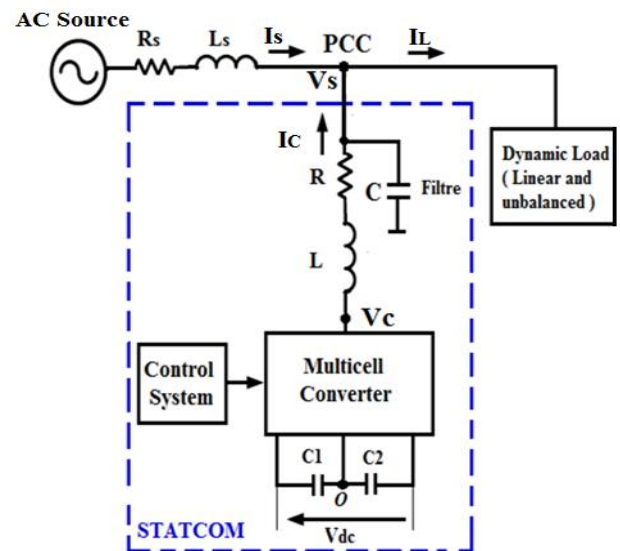 AC Source
Rs
Ls
Is
PCC
IL
Vs
Ic
R
C
Filtre
Dynamic Load
( Linear and
unbalanced )
L
Vc
Control
System
Multicell
Converter
C1
C2
O
Vdc
STATCOM